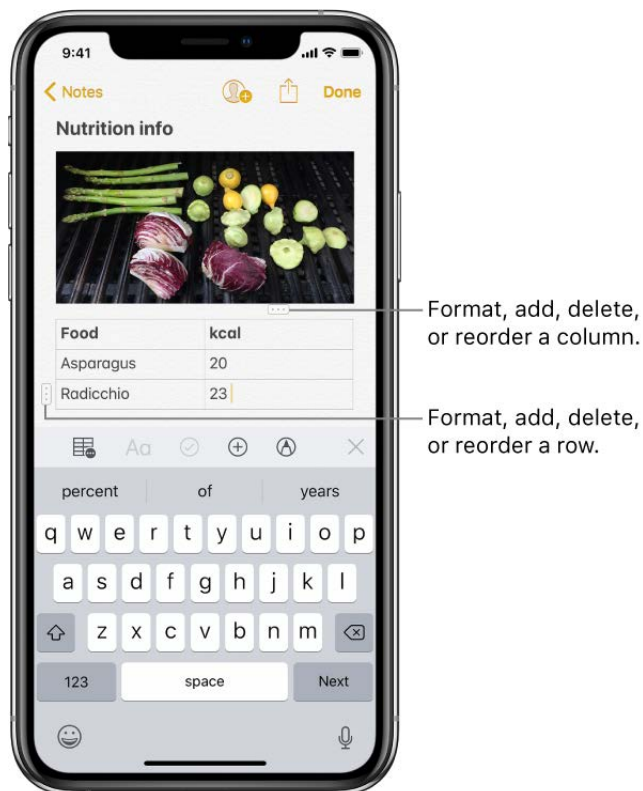 9:41
Notes
Done
Nutrition info
Format, add, delete,
or reorder a column.
Food kcal
Asparagus 20
Radicchio 23
Format, add, delete,
or reorder a row.
Aa
percent of years
q w e r t y u i o p
a s d f g h j k l
z x c v b n m
123 space Next